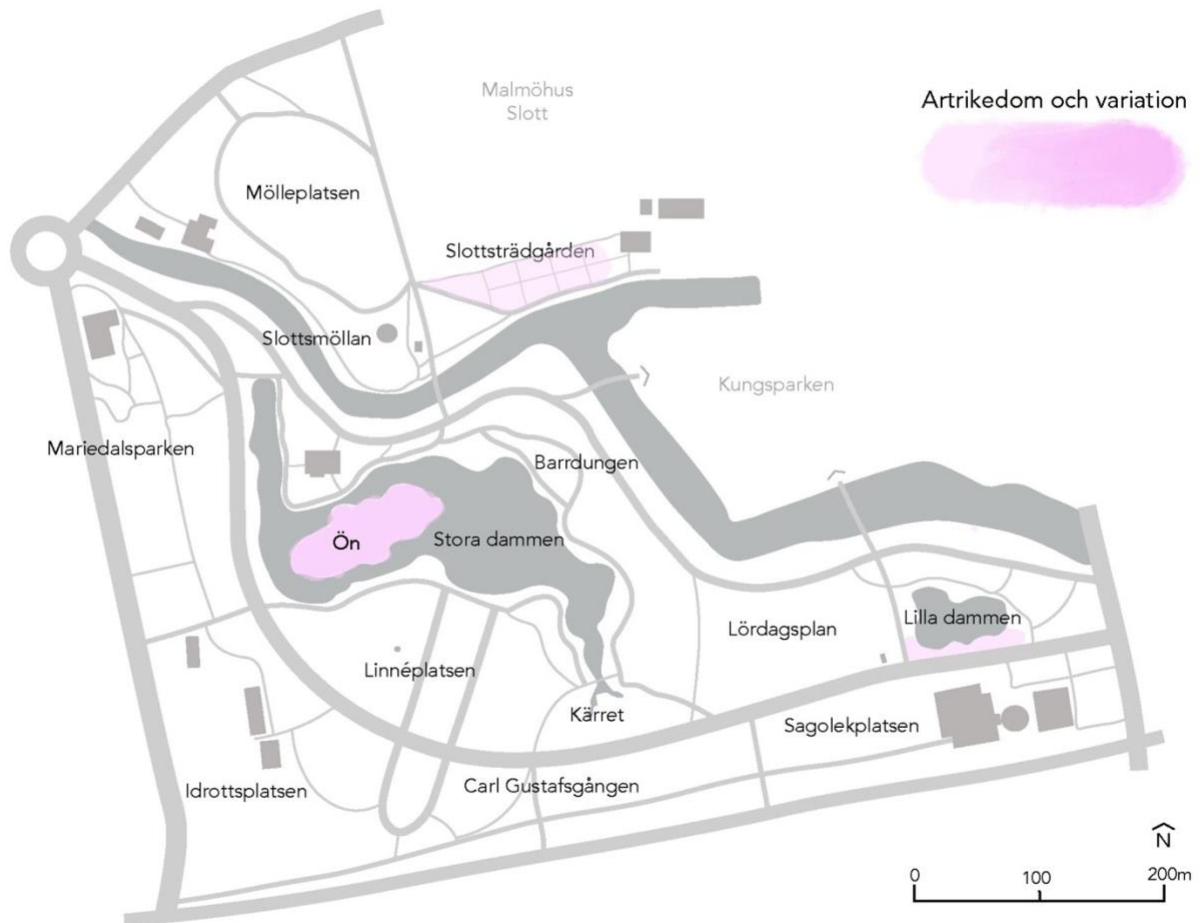 Malmöhus
Slott
Artrikedom och variation
Mölleplatsen
Slottsträdgården
Slottsmöllan
Kungsparken
Mariedalsparken
Barrdungen
Ön
Stora dammen
Lilla dammen
Lördagsplan
Linnéplatsen
Kärret
Sagolekplatsen
Idrottsplatsen
Carl Gustafsgången
N
0 100 200m